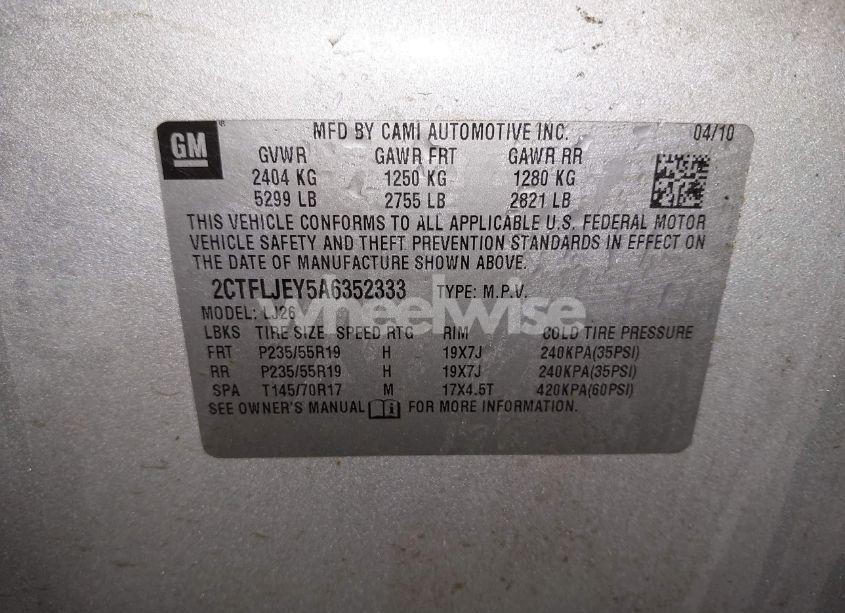 GM
MFD BY CAMI AUTOMOTIVE INC. 04/10
GVWR GAWR FRT GAWR RR
2404 KG 1250 KG 1280 KG
5299 LB 2755 LB 2821 LB
THIS VEHICLE CONFORMS TO ALL APPLICABLE U.S. FEDERAL MOTOR
VEHICLE SAFETY AND THEFT PREVENTION STANDARDS IN EFFECT ON
THE DATE OF MANUFACTURE SHOWN ABOVE.
2CTFLJEY5A6352333 TYPE: M.P.V.
wheelwise
MODEL: LJ26
LBKS TIRE SIZE SPEED RTG RIM COLD TIRE PRESSURE
FRT P235/55R19 H 19X7J 240KPA(35PSI)
RR P235/55R19 H 19X7J 240KPA(35PSI)
SPA T145/70R17 M 17X4.5T 420KPA(60PSI)
SEE OWNER'S MANUAL FOR MORE INFORMATION.